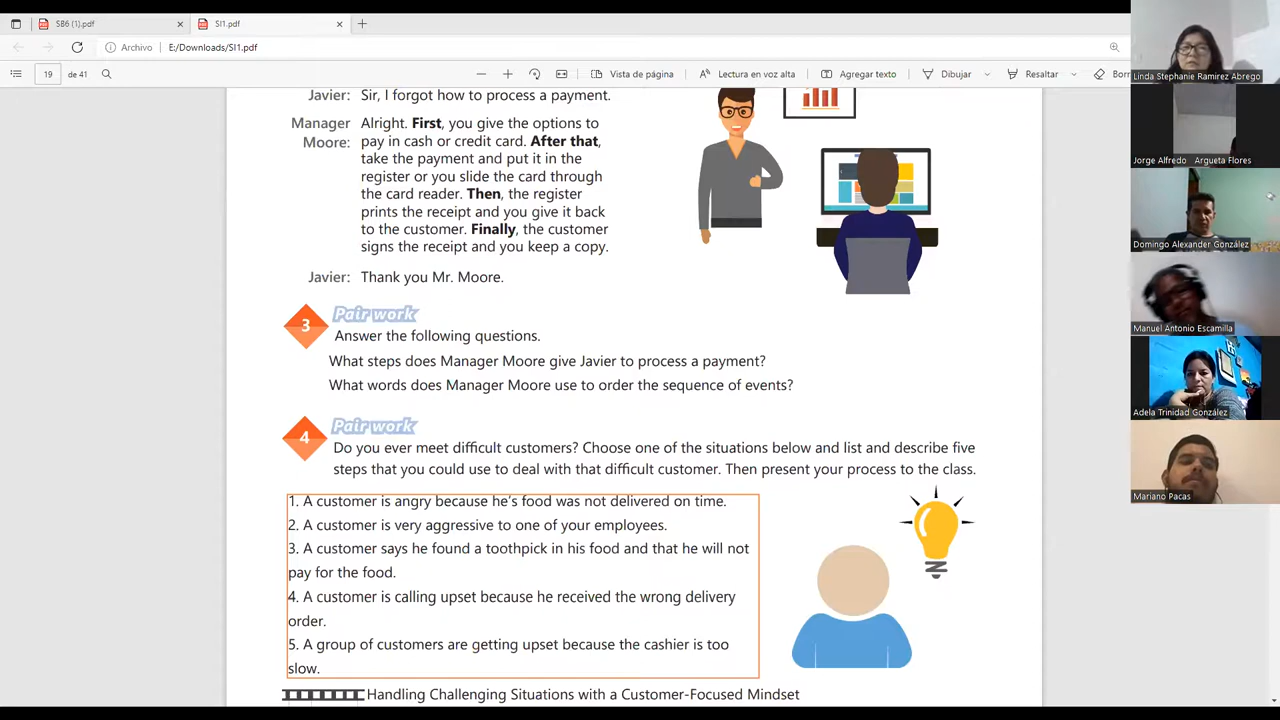 SB6 (1).pdf
SI1.pdf
Archivo
E:/Downloads/SI1.pdf
19
de 41
Vista de página
Lectura en voz alta
Agregar texto
Dibujar
Resaltar
Borr
Javier: Sir, I forgot how to process a payment.
Manager Alright. First, you give the options to
Moore: pay in cash or credit card. After that,
take the payment and put it in the
register or you slide the card through
the card reader. Then, the register
prints the receipt and you give it back
to the customer. Finally, the customer
signs the receipt and you keep a copy.
Javier: Thank you Mr. Moore.
3
Pair work
Answer the following questions.
What steps does Manager Moore give Javier to process a payment?
What words does Manager Moore use to order the sequence of events?
4
Pair work
Do you ever meet difficult customers? Choose one of the situations below and list and describe five
steps that you could use to deal with that difficult customer. Then present your process to the class.
1. A customer is angry because he's food was not delivered on time.
2. A customer is very aggressive to one of your employees.
3. A customer says he found a toothpick in his food and that he will not
pay for the food.
4. A customer is calling upset because he received the wrong delivery
order.
5. A group of customers are getting upset because the cashier is too
slow.
Handling Challenging Situations with a Customer-Focused Mindset
Linda Stephanie Ramirez Abrego
Jorge Alfredo Argueta Flores
Domingo Alexander González
Manuel Antonio Escamilla
Adela Trinidad González
Mariano Pacas